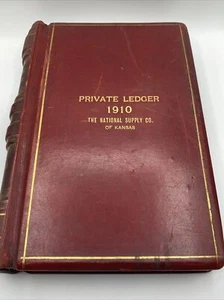 PRIVATE LEDGER
1910
THE NATIONAL SUPPLY CO.
OF KANSAS